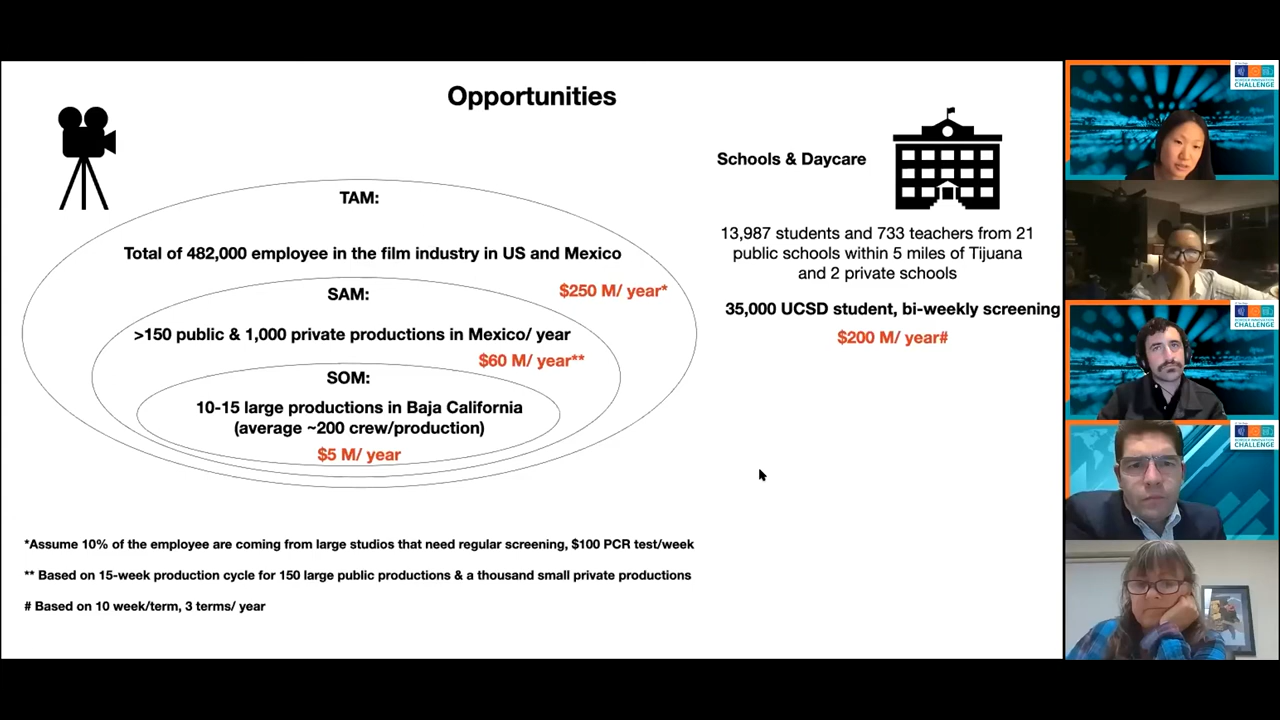 Opportunities
TAM:
Total of 482,000 employee in the film industry in US and Mexico
$250 M/ year*
SAM:
>150 public & 1,000 private productions in Mexico/ year
$60 M/ year**
SOM:
10-15 large productions in Baja California
(average ~200 crew/production)
$5 M/ year
Schools & Daycare
13,987 students and 733 teachers from 21
public schools within 5 miles of Tijuana
and 2 private schools
35,000 UCSD student, bi-weekly screening
$200 M/ year#
*Assume 10% of the employee are coming from large studios that need regular screening, $100 PCR test/week
** Based on 15-week production cycle for 150 large public productions & a thousand small private productions
# Based on 10 week/term, 3 terms/ year
CHALLENGE
CHALLENGE
CHALLENGE